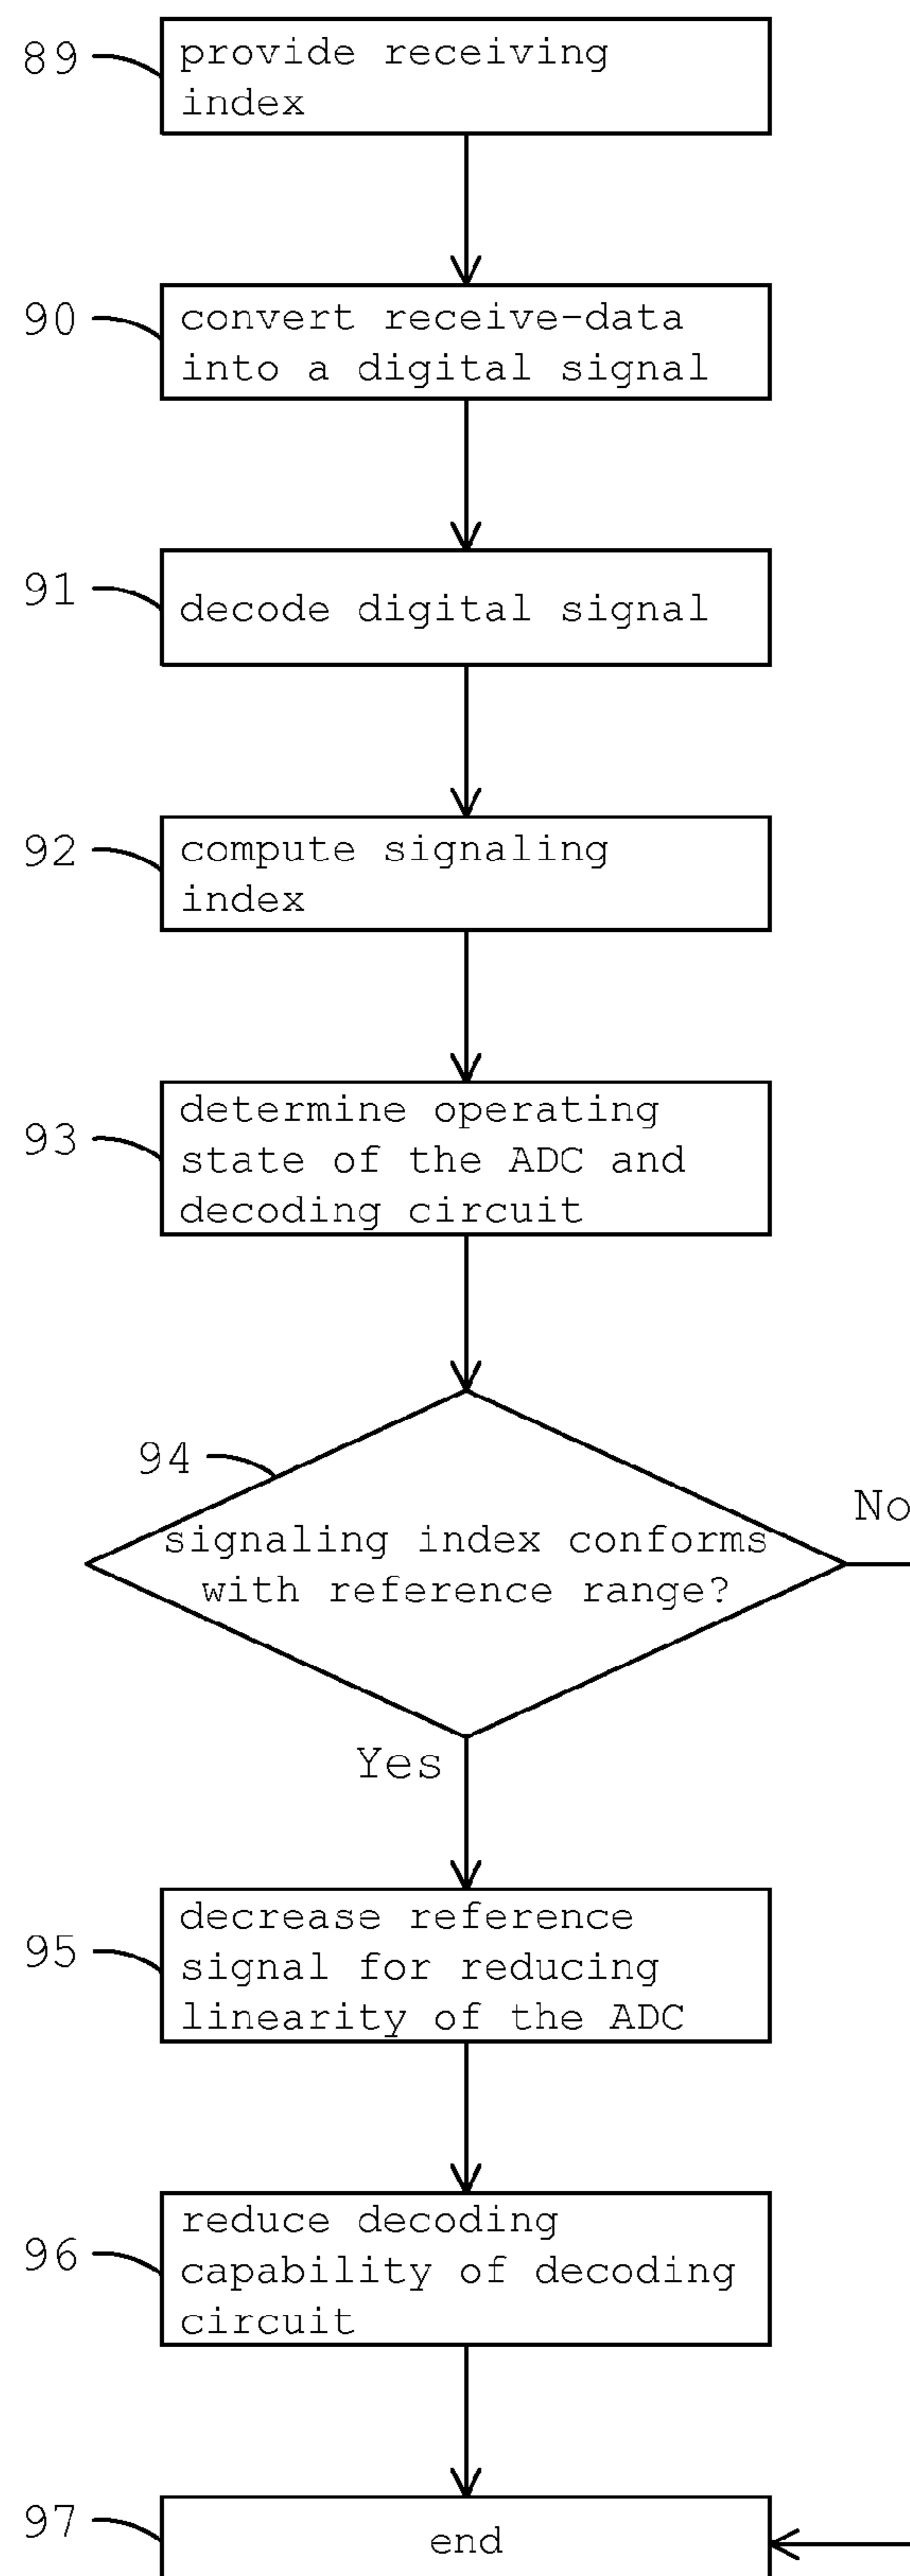 89
provide receiving
index
90
convert receive-data
into a digital signal
91
decode digital signal
92
compute signaling
index
93
determine operating
state of the ADC and
decoding circuit
94
signaling index conforms
with reference range?
No
Yes
95
decrease reference
signal for reducing
linearity of the ADC
96
reduce decoding
capability of decoding
circuit
97
end